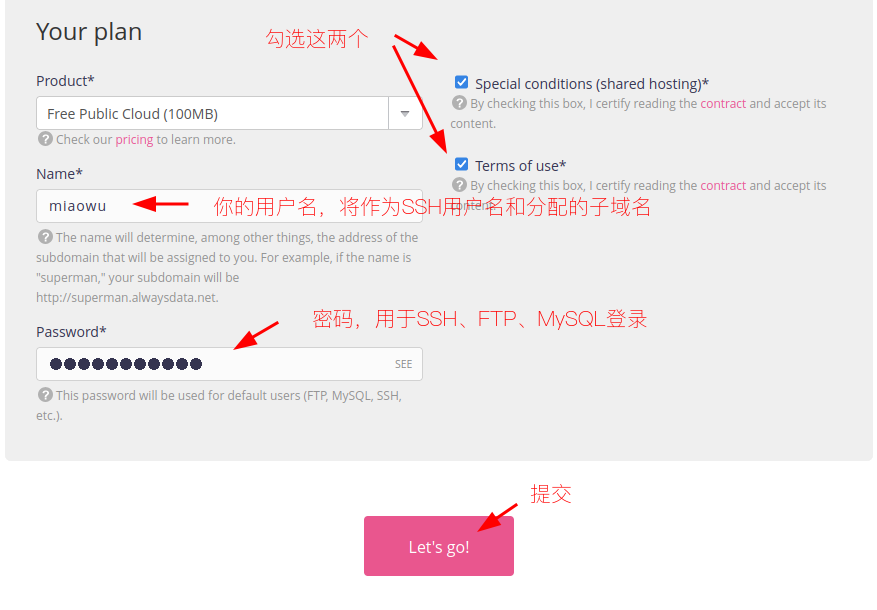 Your plan
勾选这两个
Product*
Free Public Cloud (100MB)
Check our pricing to learn more.
Name*
miaowu
你的用户名，将作为SSH用户名和分配的子域名
The name will determine, among other things, the address of the
subdomain that will be assigned to you. For example, if the name is
"superman," your subdomain will be
http://superman.alwaysdata.net.
密码，用于SSH、FTP、MySQL登录
Password*
SEE
This password will be used for default users (FTP, MySQL, SSH,
etc.).
Special conditions (shared hosting)*
By checking this box, I certify reading the contract and accept its
content.
Terms of use*
By checking this box, I certify reading the contract and accept its
content.
提交
Let's go!